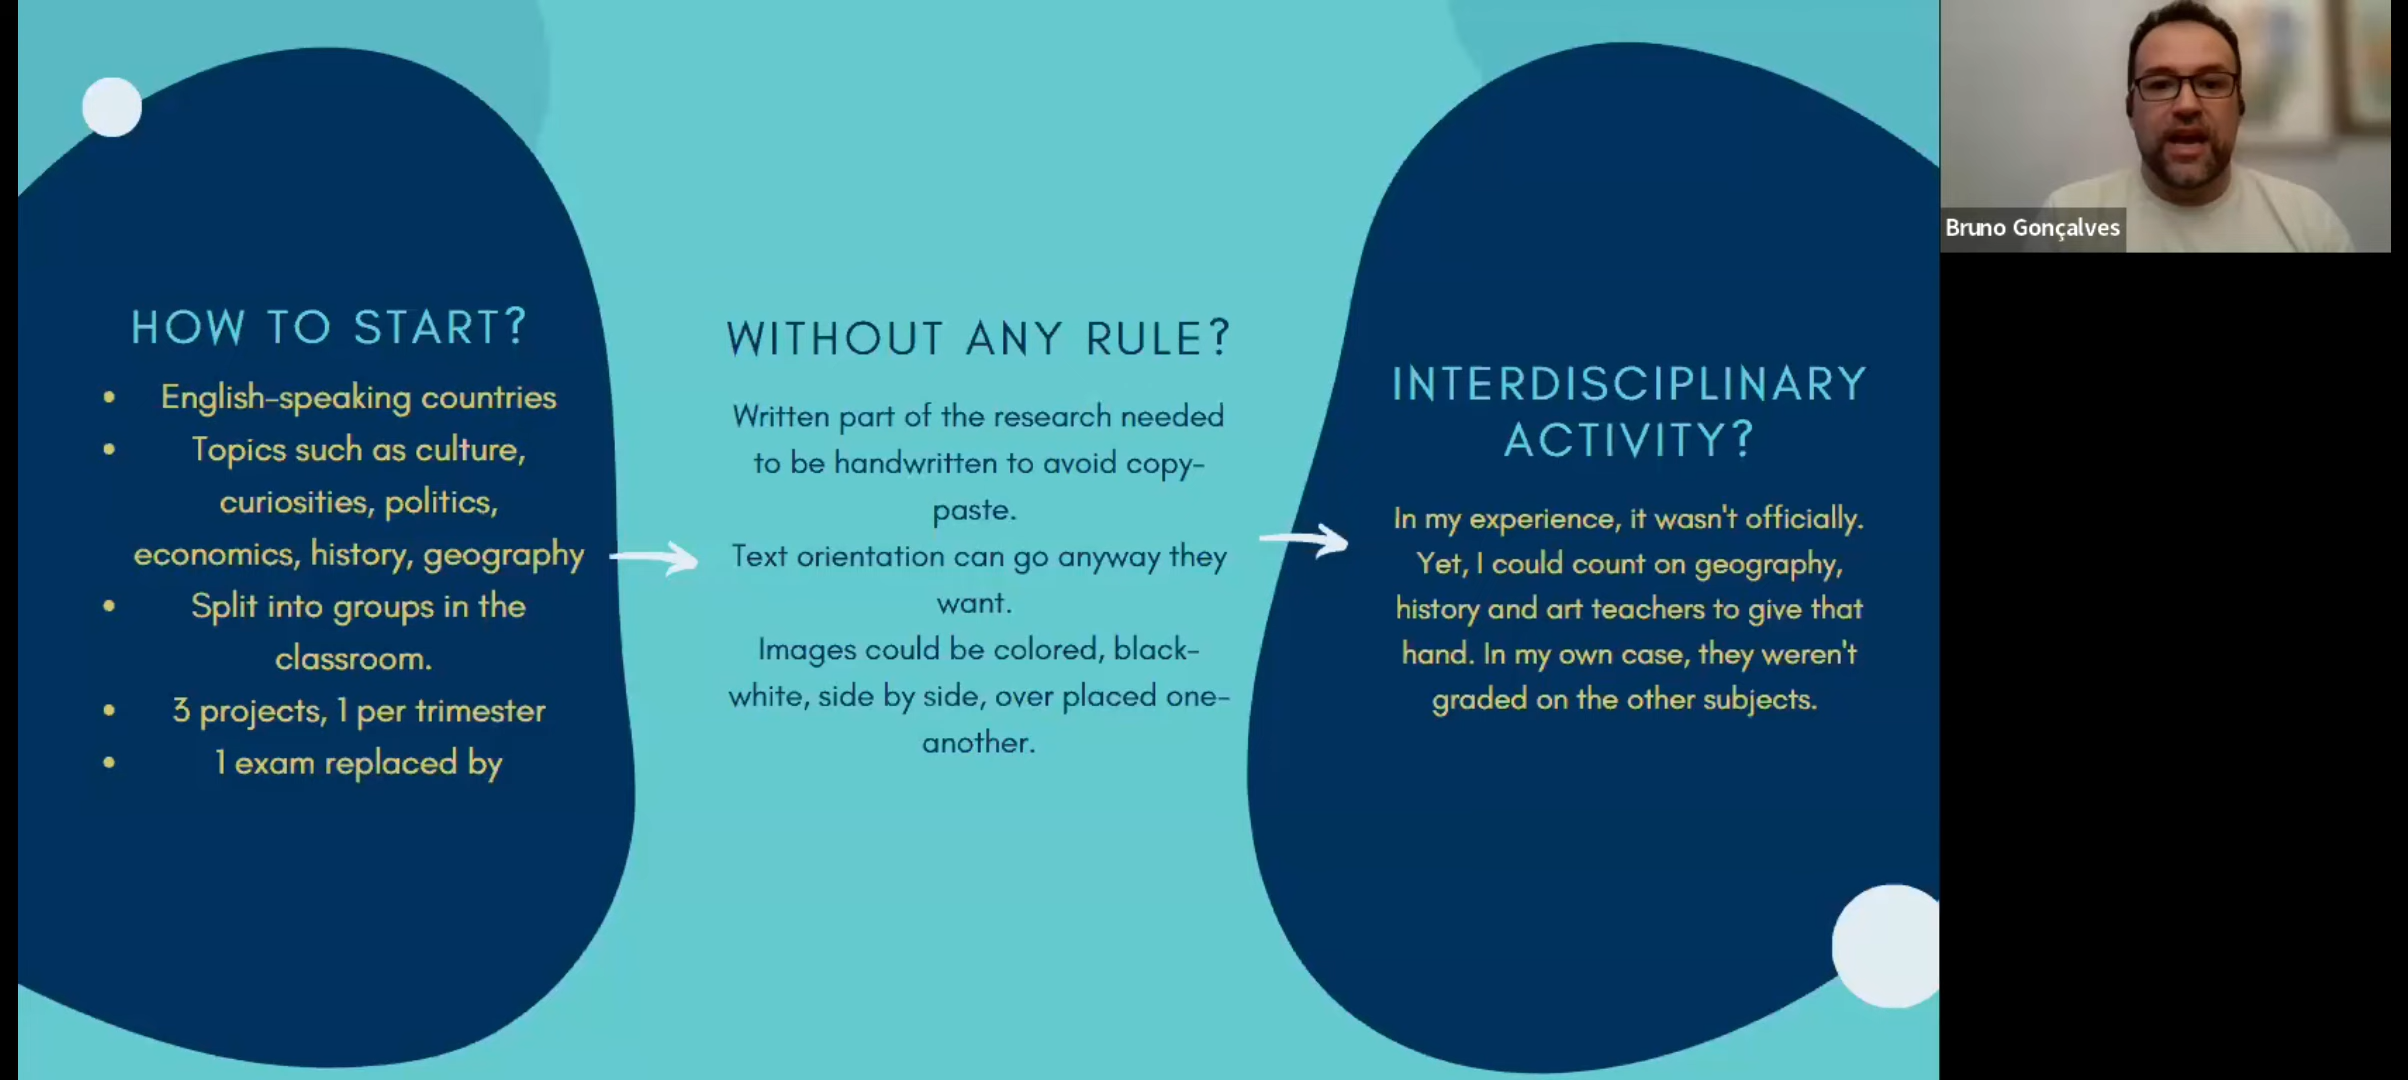 HOW TO START?
• English-speaking countries
• Topics such as culture,
curiosities, politics,
economics, history, geography
• Split into groups in the
classroom.
• 3 projects, 1 per trimester
• 1 exam replaced by
WITHOUT ANY RULE?
Written part of the research needed
to be handwritten to avoid copy-
paste.
Text orientation can go anyway they
want.
Images could be colored, black-
white, side by side, over placed one-
another.
INTERDISCIPLINARY
ACTIVITY?
In my experience, it wasn't officially.
Yet, I could count on geography,
history and art teachers to give that
hand. In my own case, they weren't
graded on the other subjects.
Bruno Gonçalves